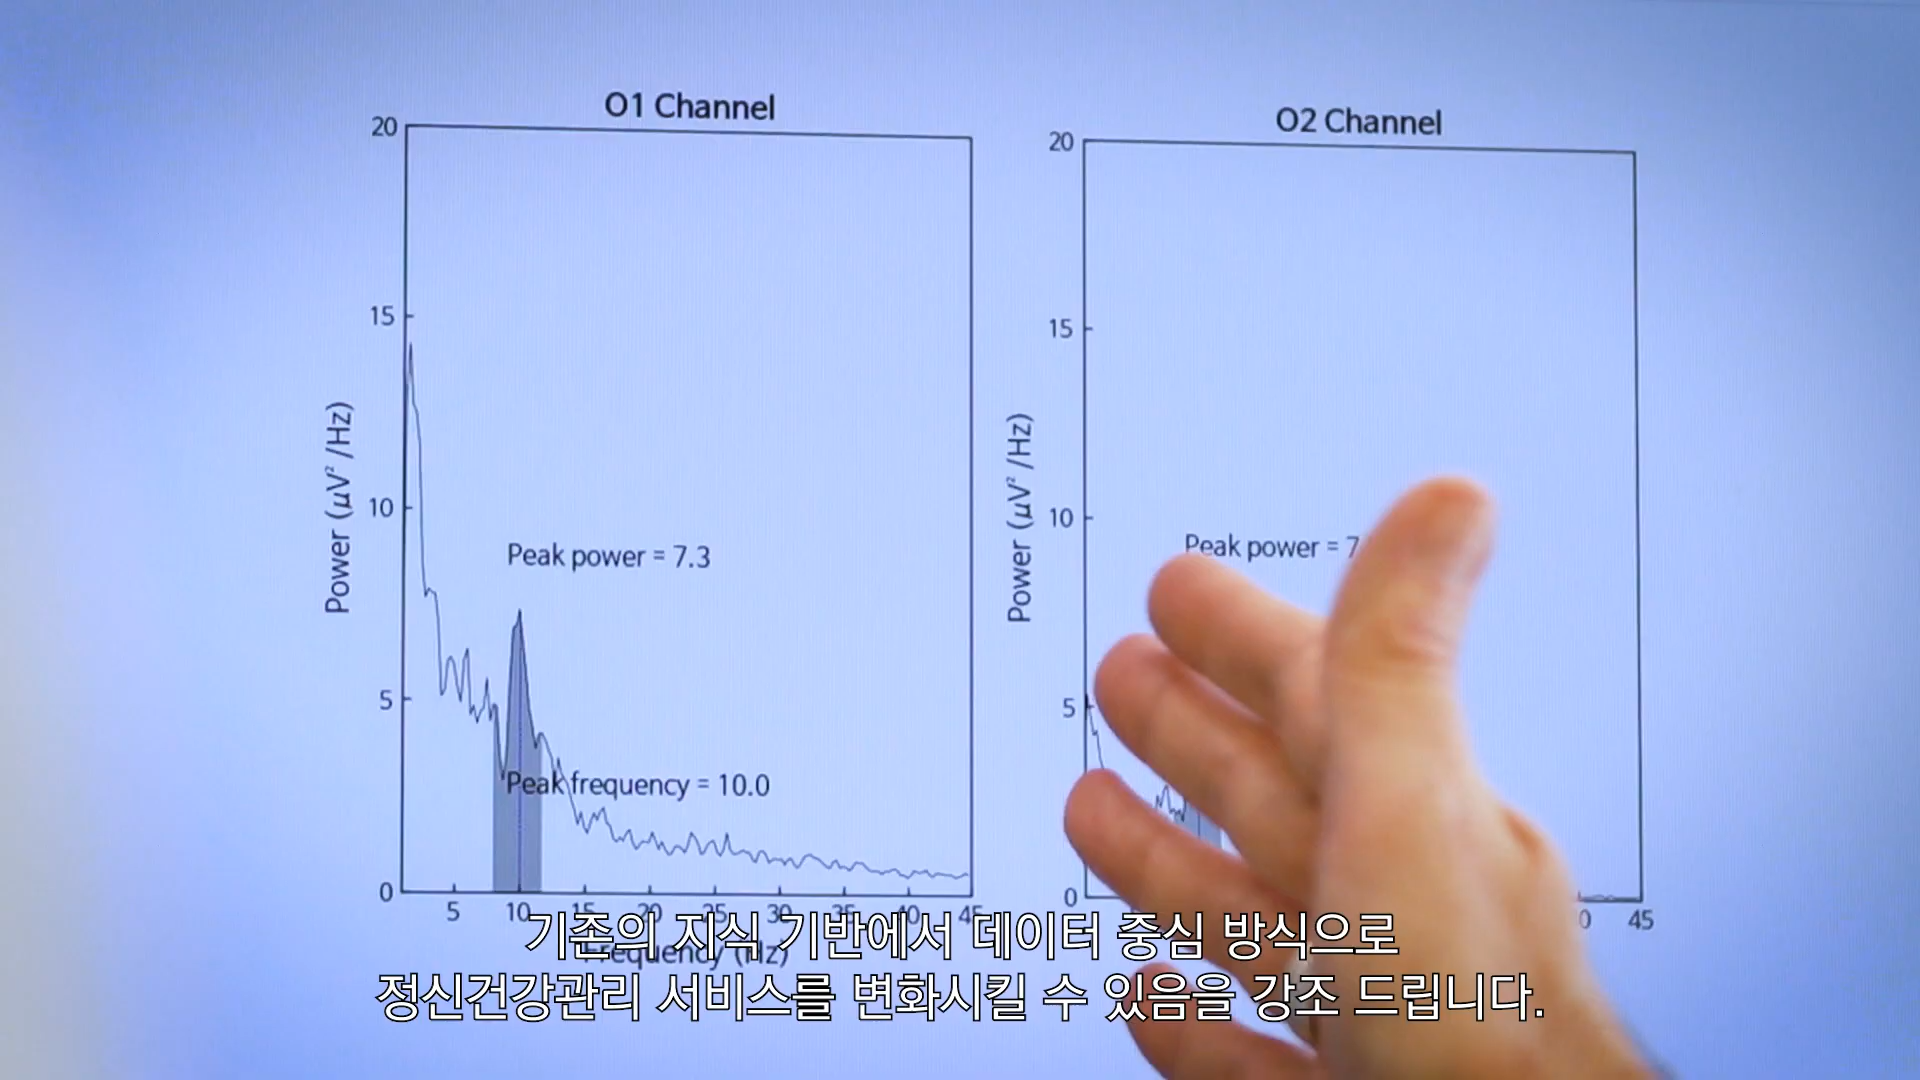 O1 Channel
20
15
10
5
0
Power (μV² /Hz)
Peak power = 7.3
Peak frequency = 10.0
5 10 15 20 25 30 35 40 45
Frequency (Hz)
O2 Channel
20
15
10
5
0
Power (μV² /Hz)
Peak power = 7
45
기존의 지식 기반에서 데이터 중심 방식으로
정신건강관리 서비스를 변화시킬 수 있음을 강조 드립니다.